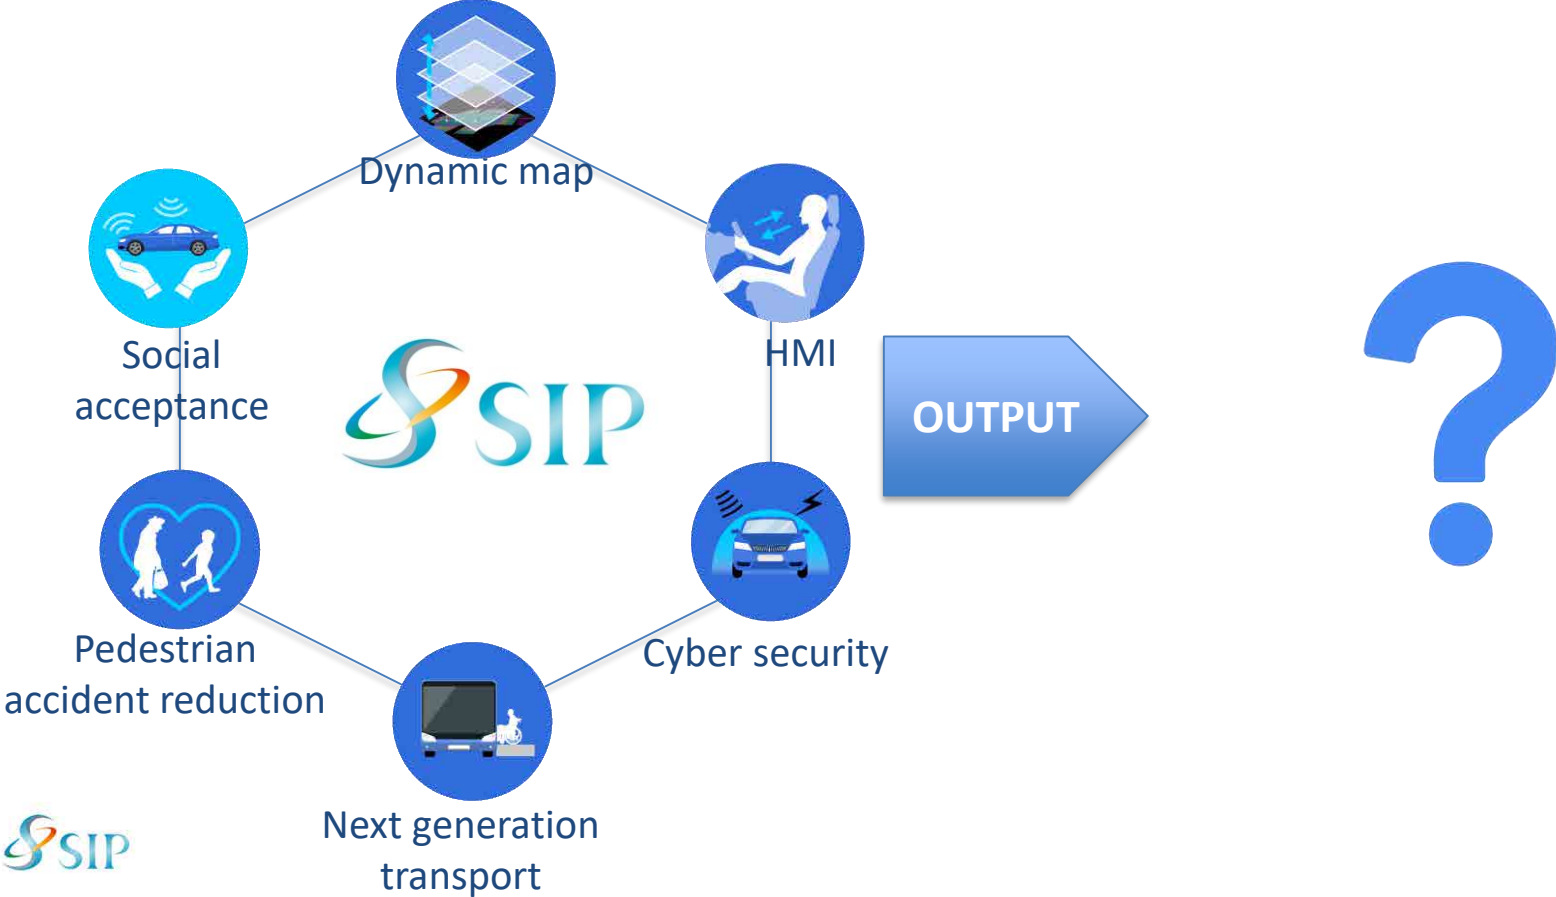 Dynamic map
Social
acceptance
HMI
SIP
OUTPUT
Pedestrian
accident reduction
Cyber security
Next generation
transport
SIP